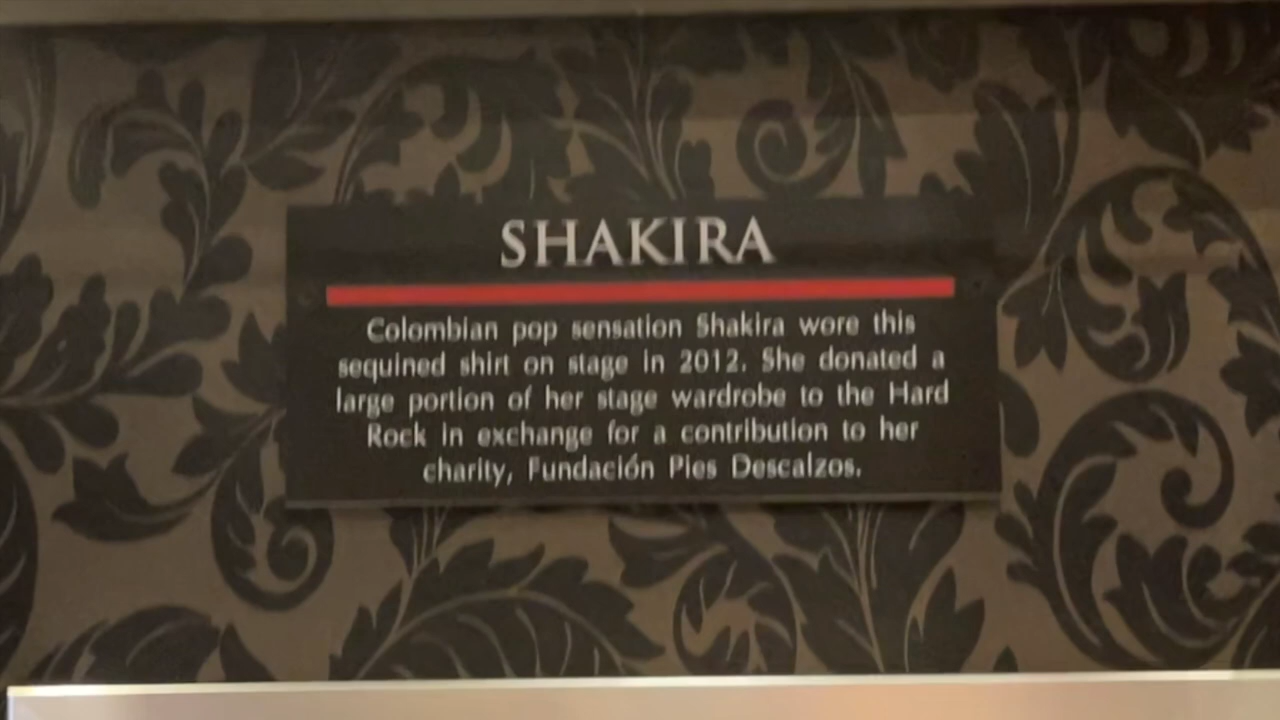 SHAKIRA
Colombian pop sensation Shakira wore this
sequined shirt on stage in 2012. She donated a
large portion of her stage wardrobe to the Hard
Rock in exchange for a contribution to her
charity, Fundación Pies Descalzos.